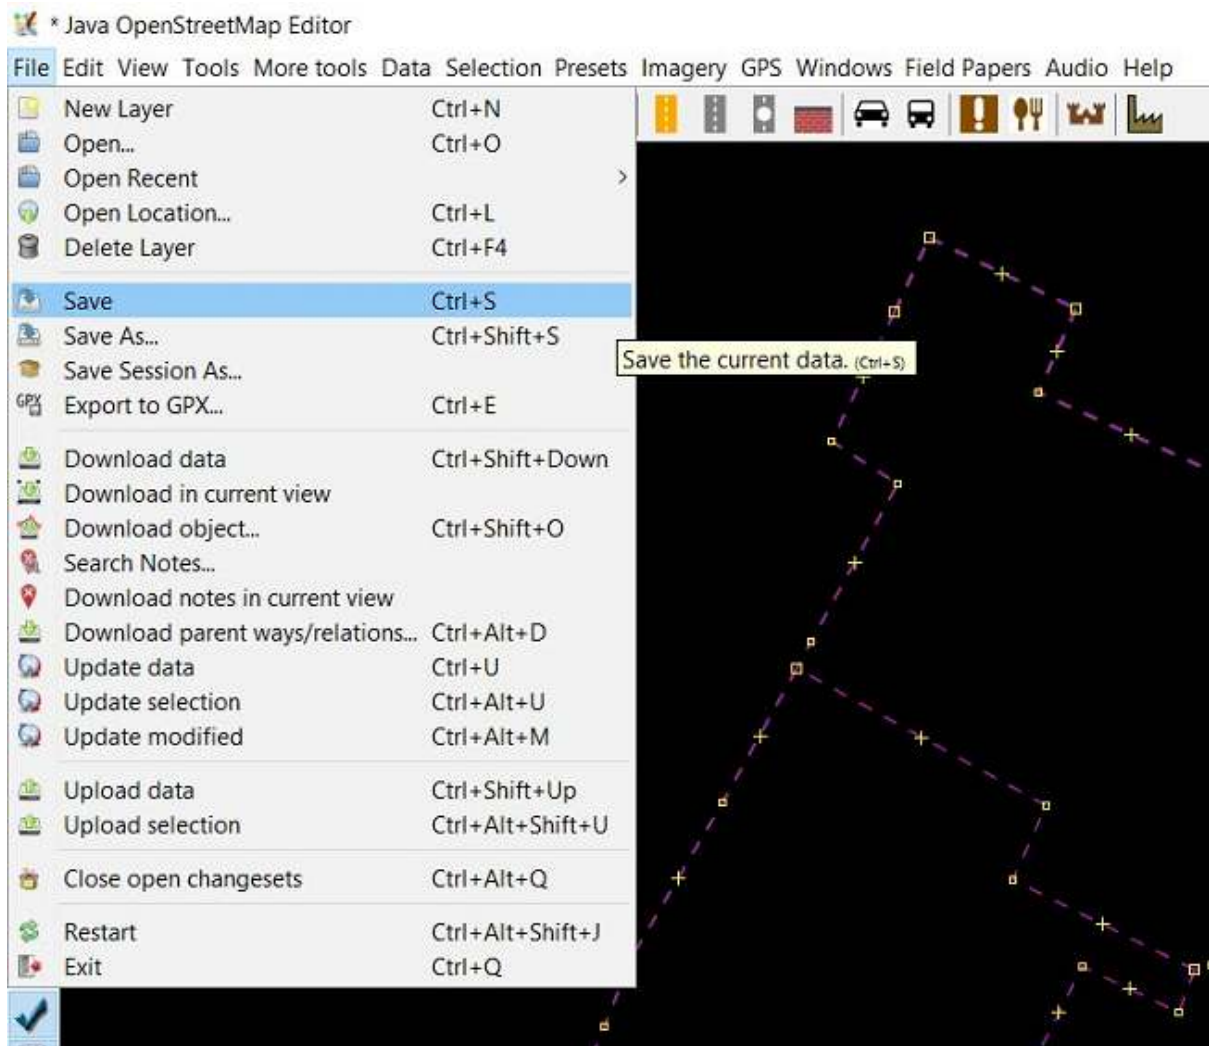 * Java OpenStreetMap Editor
File Edit View Tools More tools Data Selection Presets Imagery GPS Windows Field Papers Audio Help
New Layer Ctrl+N
Open... Ctrl+O
Open Recent >
Open Location... Ctrl+L
Delete Layer Ctrl+F4
Save Ctrl+S
Save As... Ctrl+Shift+S
Save the current data. (Ctrl+S)
Save Session As...
GPX Export to GPX... Ctrl+E
Download data Ctrl+Shift+Down
Download in current view
Download object... Ctrl+Shift+O
Search Notes...
Download notes in current view
Download parent ways/relations... Ctrl+Alt+D
Update data Ctrl+U
Update selection Ctrl+Alt+U
Update modified Ctrl+Alt+M
Upload data Ctrl+Shift+Up
Upload selection Ctrl+Alt+Shift+U
Close open changesets Ctrl+Alt+Q
Restart Ctrl+Alt+Shift+J
Exit Ctrl+Q